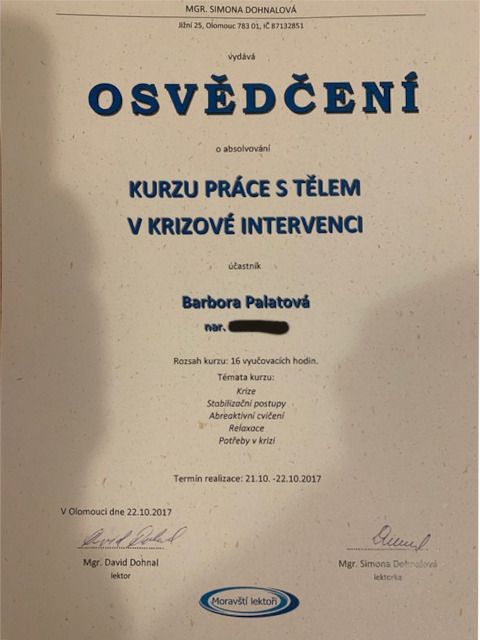 MGR. SIMONA DOHNALOVÁ
Jižní 25, Olomouc 783 01, IČ 87132851
vydává
OSVĚDČENÍ
o absolvování
KURZU PRÁCE S TĚLEM
V KRIZOVÉ INTERVENCI
účastník
Barbora Palatová
nar.
Rozsah kurzu: 16 vyučovacích hodin.
Témata kurzu:
Krize
Stabilizační postupy
Abreaktivní cvičení
Relaxace
Potřeby v krizi
Termín realizace: 21.10. -22.10.2017
V Olomouci dne 22.10.2017
Mgr. David Dohnal
lektor
Mgr. Simona Dohnalová
lektorka
Moravští lektoři